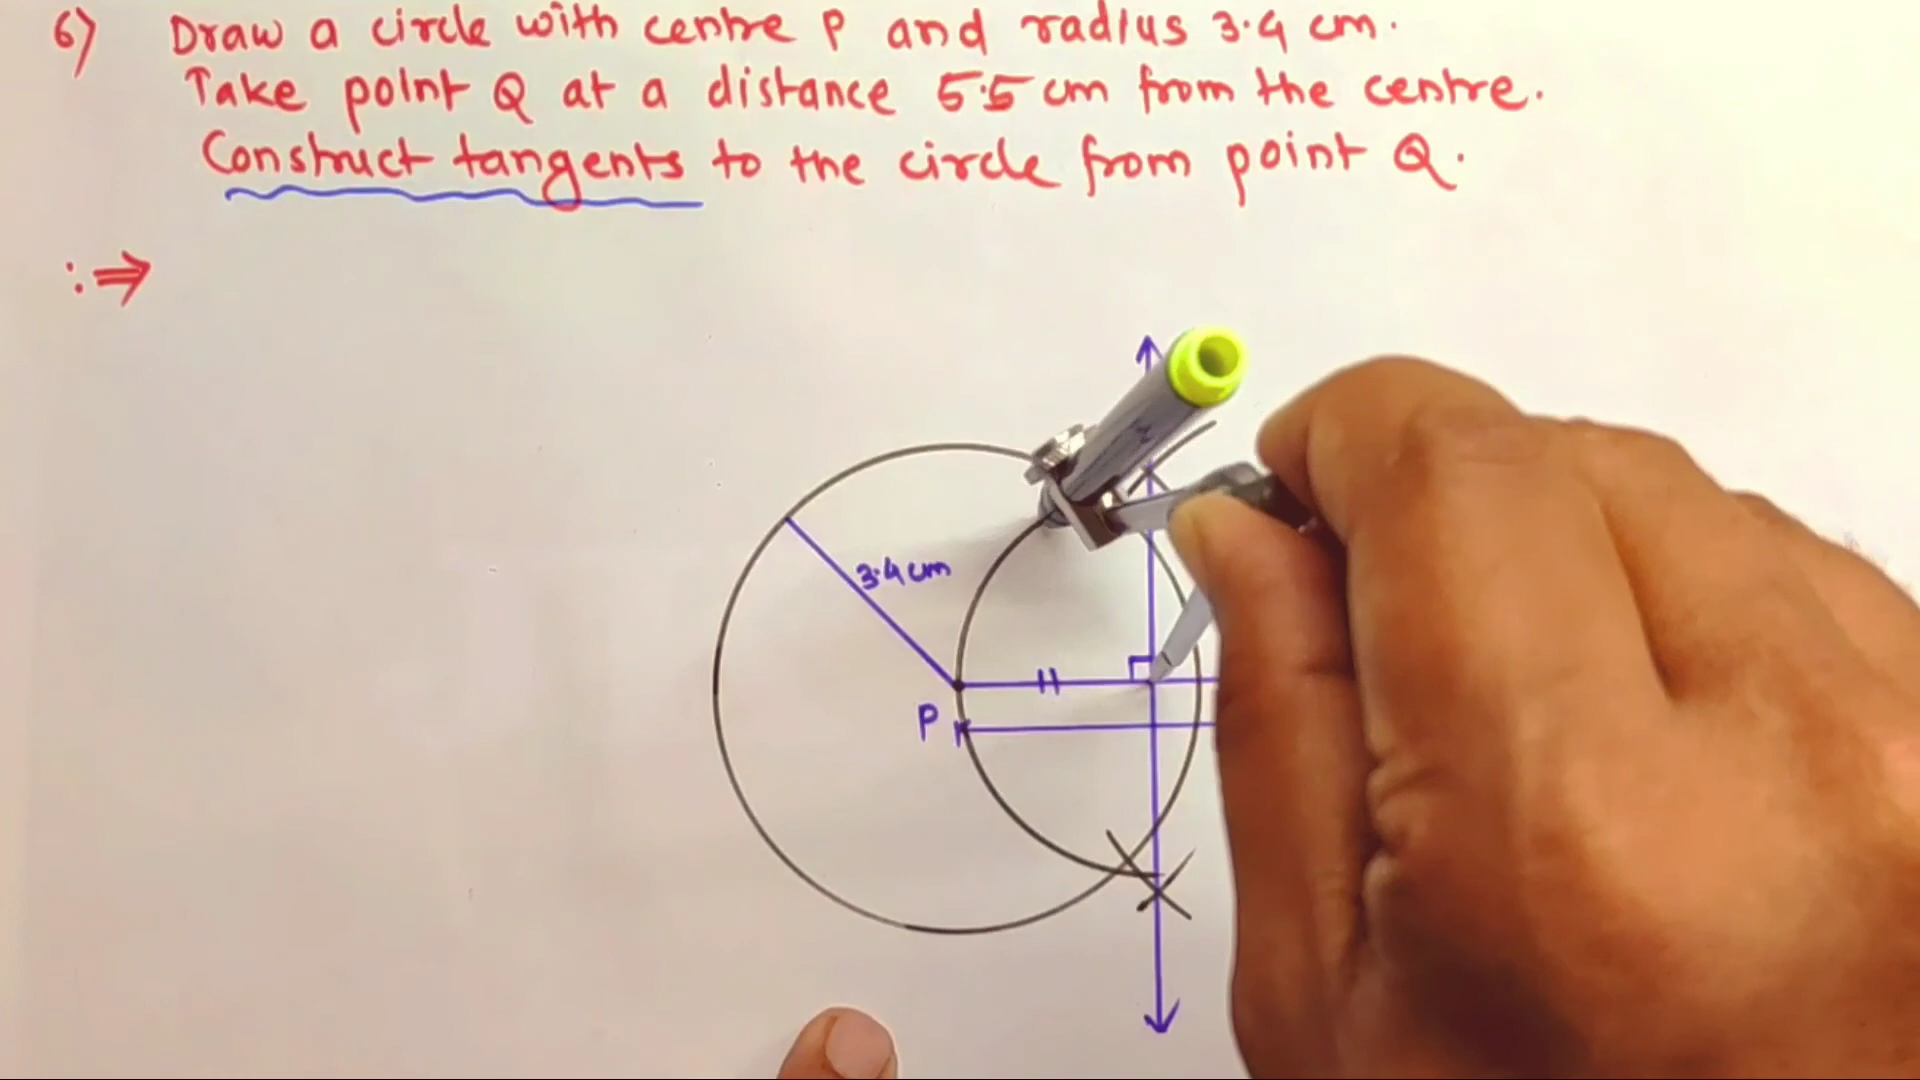 6) Draw a circle with centre P and radius 3.4 cm.
Take point Q at a distance 5.5 cm from the centre.
Construct tangents to the circle from point Q.
:⇒
3.4 cm
P